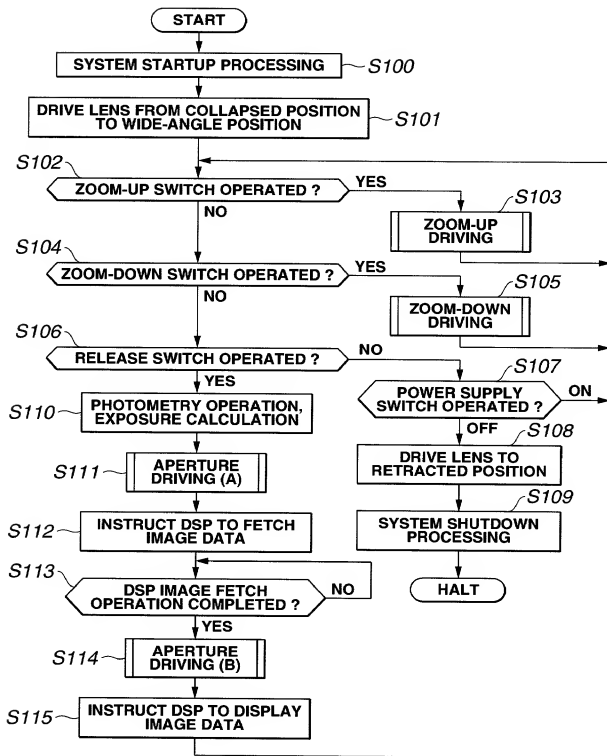 START
SYSTEM STARTUP PROCESSING
S100
DRIVE LENS FROM COLLAPSED POSITION
TO WIDE-ANGLE POSITION
S101
S102
ZOOM-UP SWITCH OPERATED ?
YES
NO
S103
ZOOM-UP
DRIVING
S104
ZOOM-DOWN SWITCH OPERATED ?
YES
NO
S105
ZOOM-DOWN
DRIVING
S106
RELEASE SWITCH OPERATED ?
NO
YES
S107
POWER SUPPLY
SWITCH OPERATED ?
ON
OFF
S110
PHOTOMETRY OPERATION,
EXPOSURE CALCULATION
S108
DRIVE LENS TO
RETRACTED POSITION
S111
APERTURE
DRIVING (A)
S109
SYSTEM SHUTDOWN
PROCESSING
S112
INSTRUCT DSP TO FETCH
IMAGE DATA
HALT
S113
DSP IMAGE FETCH
OPERATION COMPLETED ?
NO
YES
S114
APERTURE
DRIVING (B)
S115
INSTRUCT DSP TO DISPLAY
IMAGE DATA